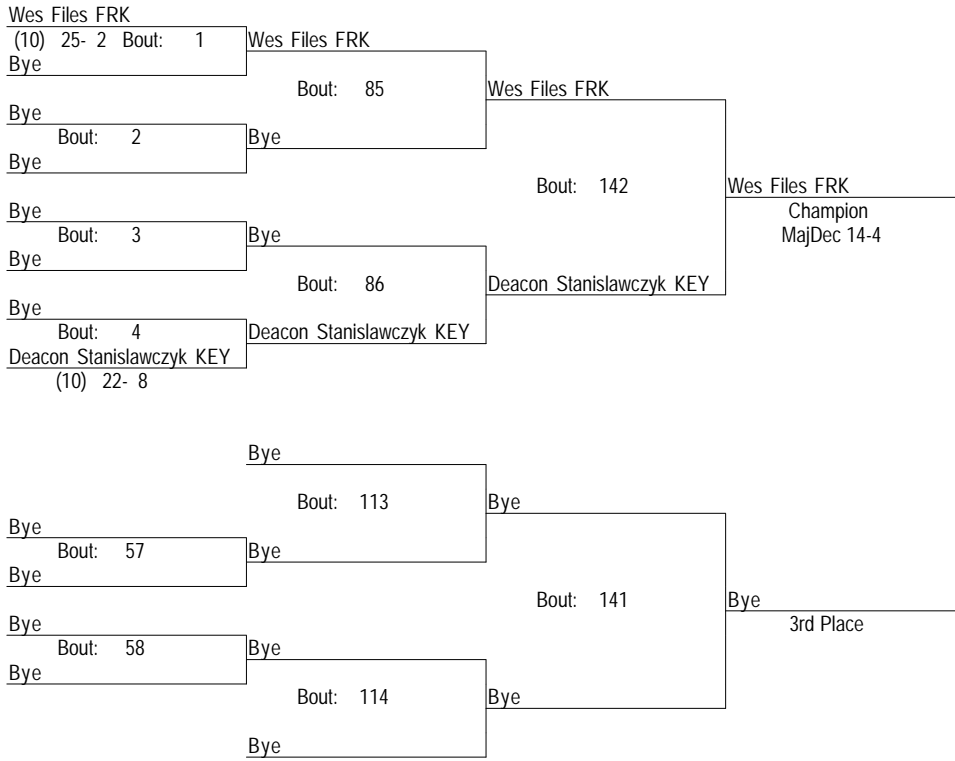 Wes Files FRK
(10) 25- 2 Bout: 1 Wes Files FRK
Bye
Bout: 85 Wes Files FRK
Bye
Bout: 2 Bye
Bye
Bout: 142 Wes Files FRK
Bye Champion
Bout: 3 Bye MajDec 14-4
Bye
Bout: 86 Deacon Stanislawczyk KEY
Bye
Bout: 4 Deacon Stanislawczyk KEY
Deacon Stanislawczyk KEY
(10) 22- 8
Bye
Bout: 113 Bye
Bye
Bout: 57 Bye
Bye
Bout: 141 Bye
Bye 3rd Place
Bout: 58 Bye
Bye
Bout: 114 Bye
Bye